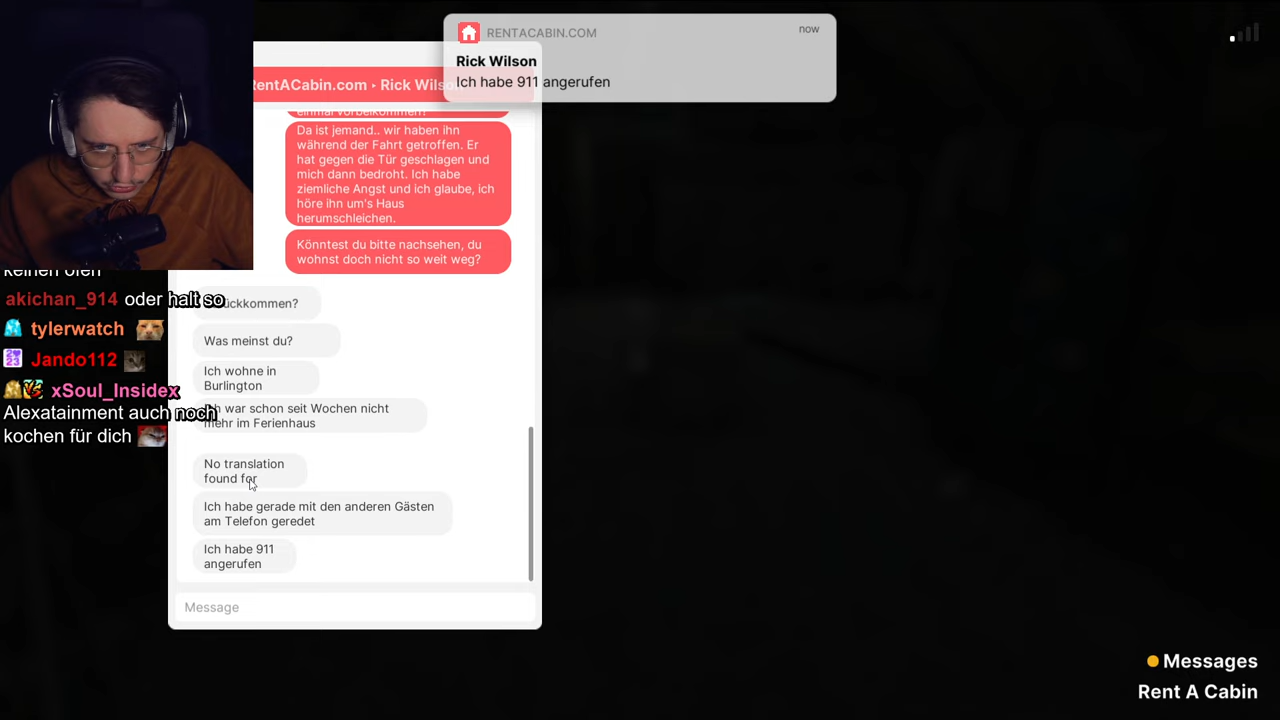 RENTACABIN.COM
now
Rick Wilson
Ich habe 911 angerufen
RentACabin.com ▸ Rick
einmal vorbeikommen?
Da ist jemand.. wir haben ihn
während der Fahrt getroffen. Er
hat gegen die Tür geschlagen und
mich dann bedroht. Ich habe
ziemliche Angst und ich glaube, ich
höre ihn um's Haus
herumschleichen.
Könntest du bitte nachsehen, du
wohnst doch nicht so weit weg?
keinen Ofen
akichan_914 oder halt so
tylerwatch
Jando112
xSoul_Insidex
Alexatainment auch noch
kochen für dich
Was meinst du?
Ich wohne in
Burlington
war schon seit Wochen nicht
mehr im Ferienhaus
No translation
found for
Ich habe gerade mit den anderen Gästen
am Telefon geredet
Ich habe 911
angerufen
Message
Messages
Rent A Cabin